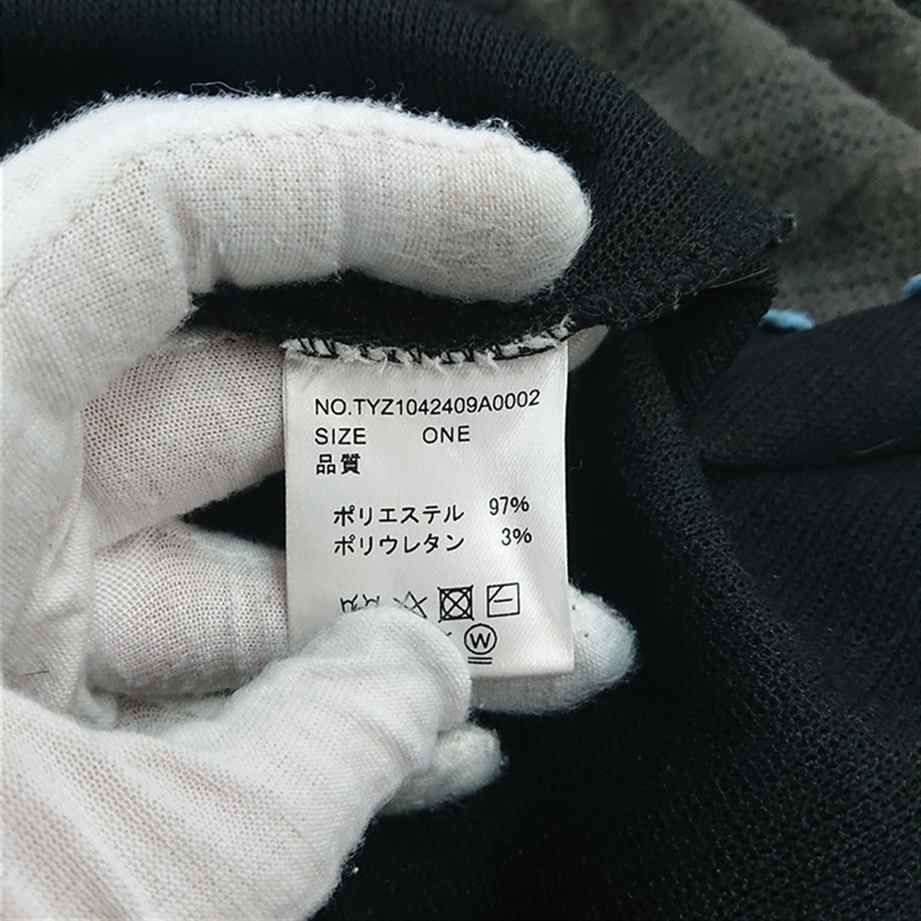 NO.TYZ1042409A0002
SIZE ONE
品質
ポリエステル 97%
ポリウレタン 3%
W